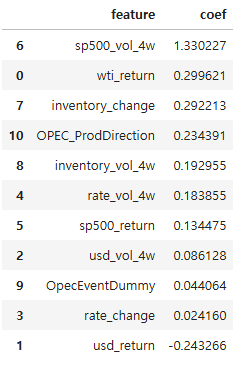 feature coef
6 sp500_vol_4w 1.330227
0 wti_return 0.299621
7 inventory_change 0.292213
10 OPEC_ProdDirection 0.234391
8 inventory_vol_4w 0.192955
4 rate_vol_4w 0.183855
5 sp500_return 0.134475
2 usd_vol_4w 0.086128
9 OpecEventDummy 0.044064
3 rate_change 0.024160
1 usd_return -0.243266